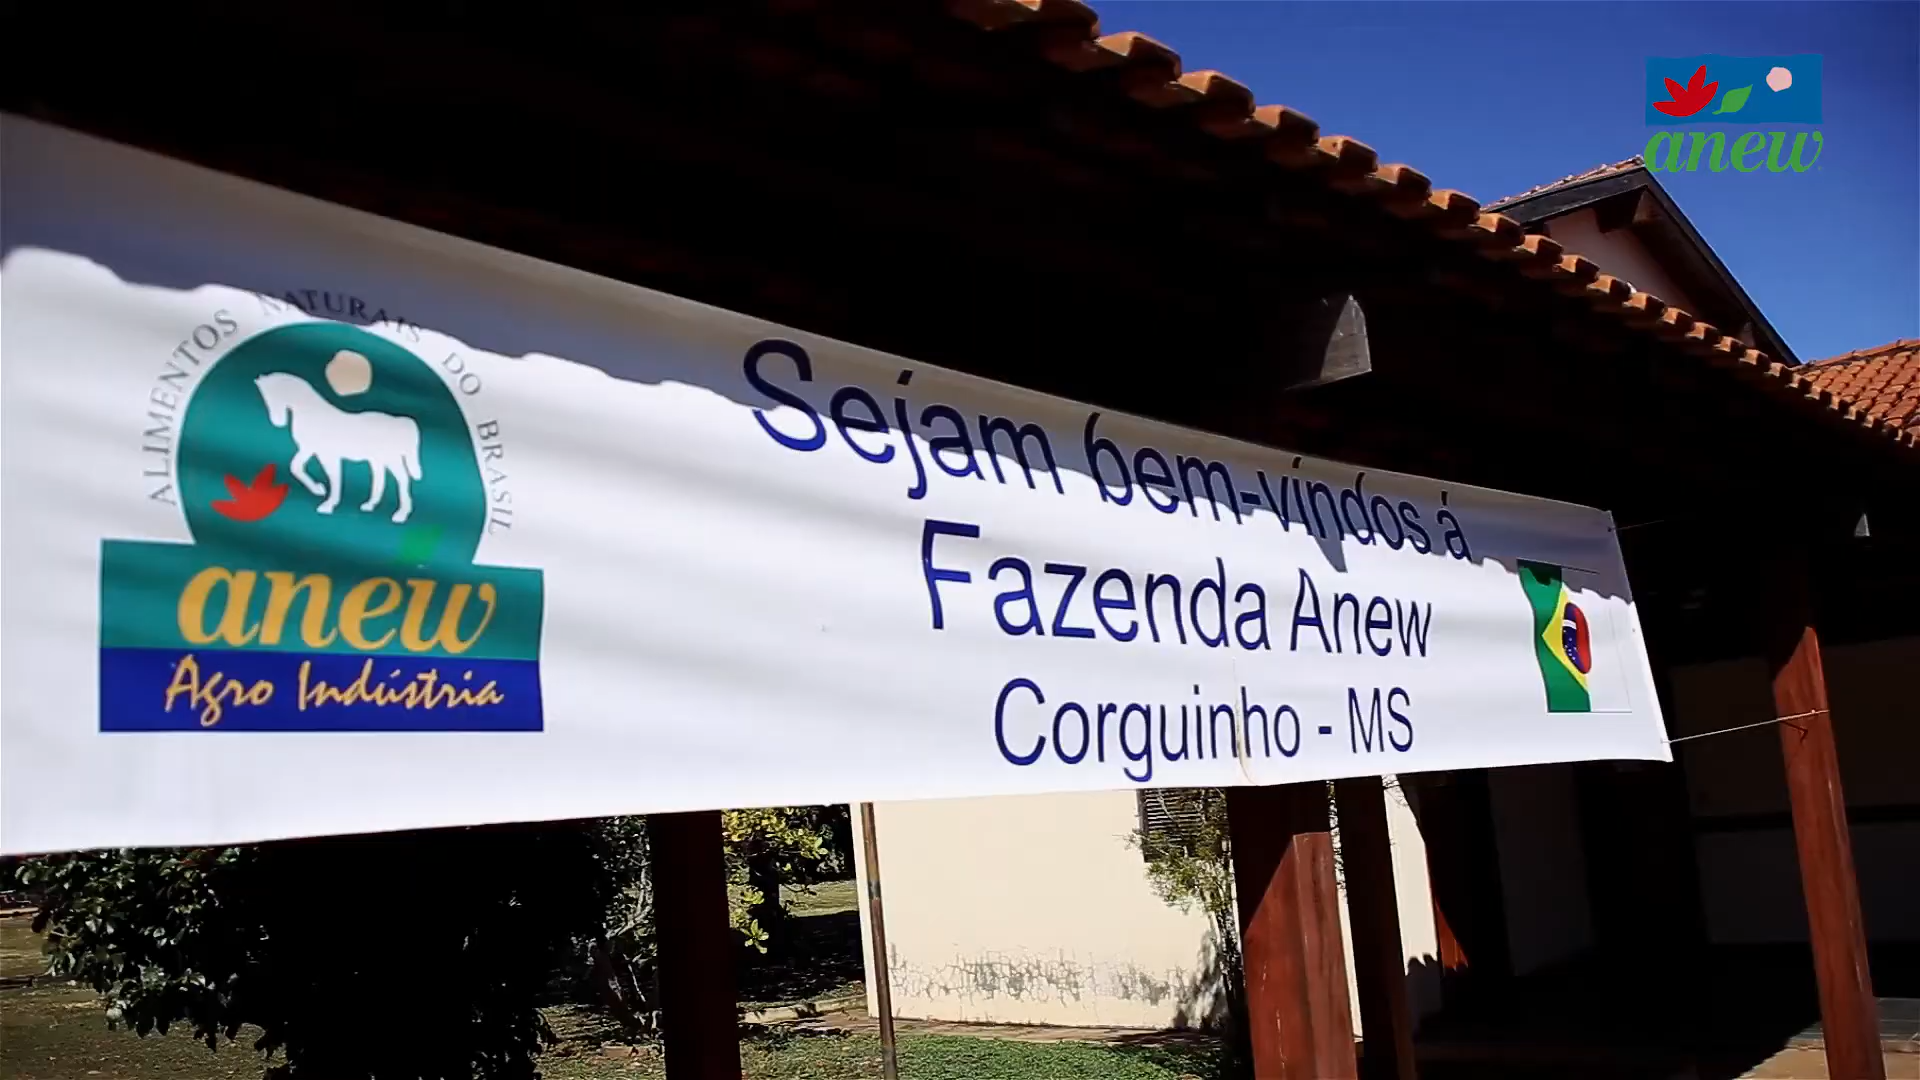 anew
ALIMENTOS NATURAIS DO BRASIL
anew
Agro Indústria
Sejam bem-vindos á
Fazenda Anew
Corguinho - MS